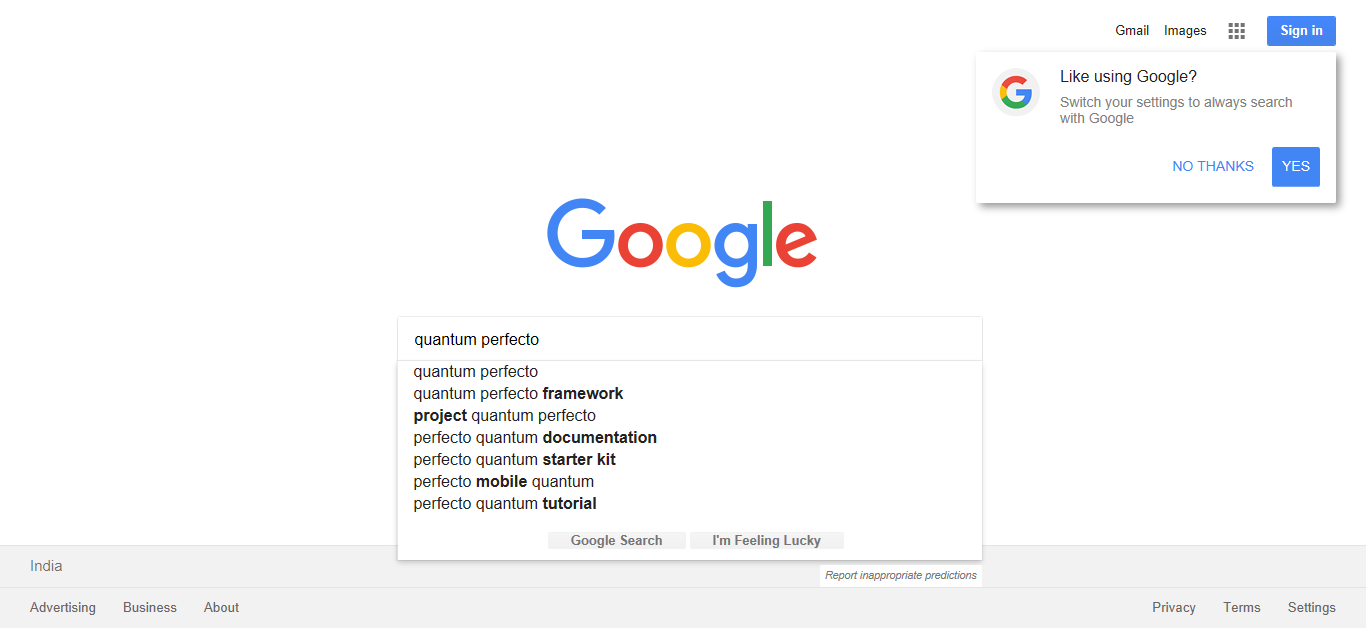 Gmail Images Sign in
Like using Google?
Switch your settings to always search
with Google
NO THANKS YES
Google
quantum perfecto
quantum perfecto
quantum perfecto framework
project quantum perfecto
perfecto quantum documentation
perfecto quantum starter kit
perfecto mobile quantum
perfecto quantum tutorial
Google Search I'm Feeling Lucky
India
Report inappropriate predictions
Advertising Business About Privacy Terms Settings